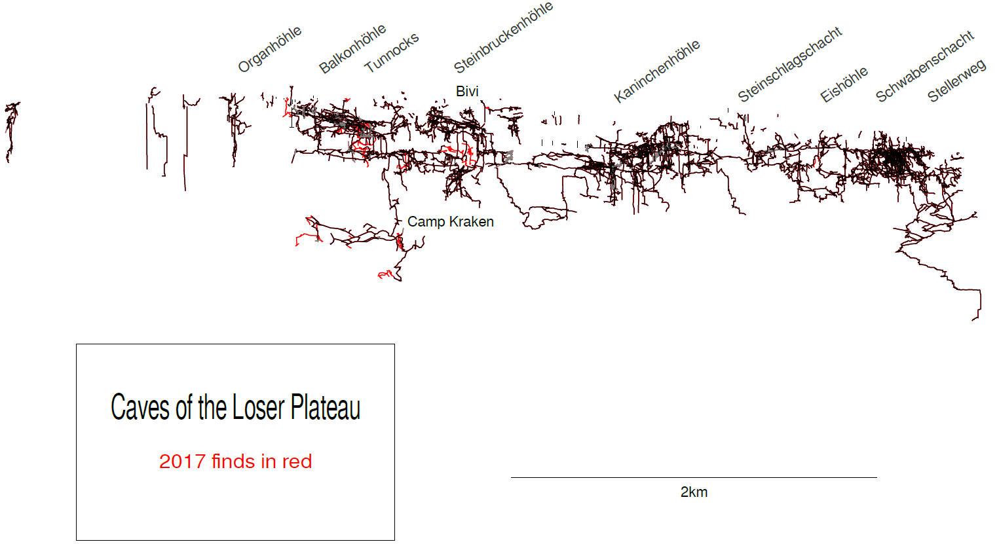 Organhöhle
Balkonhöhle
Tunnocks
Steinbruckenhöhle
Kaninchenhöhle
Steinschlagschacht
Eishöhle
Schwabenschacht
Stellerweg
Bivi
Camp Kraken
Caves of the Loser Plateau
2017 finds in red
2km